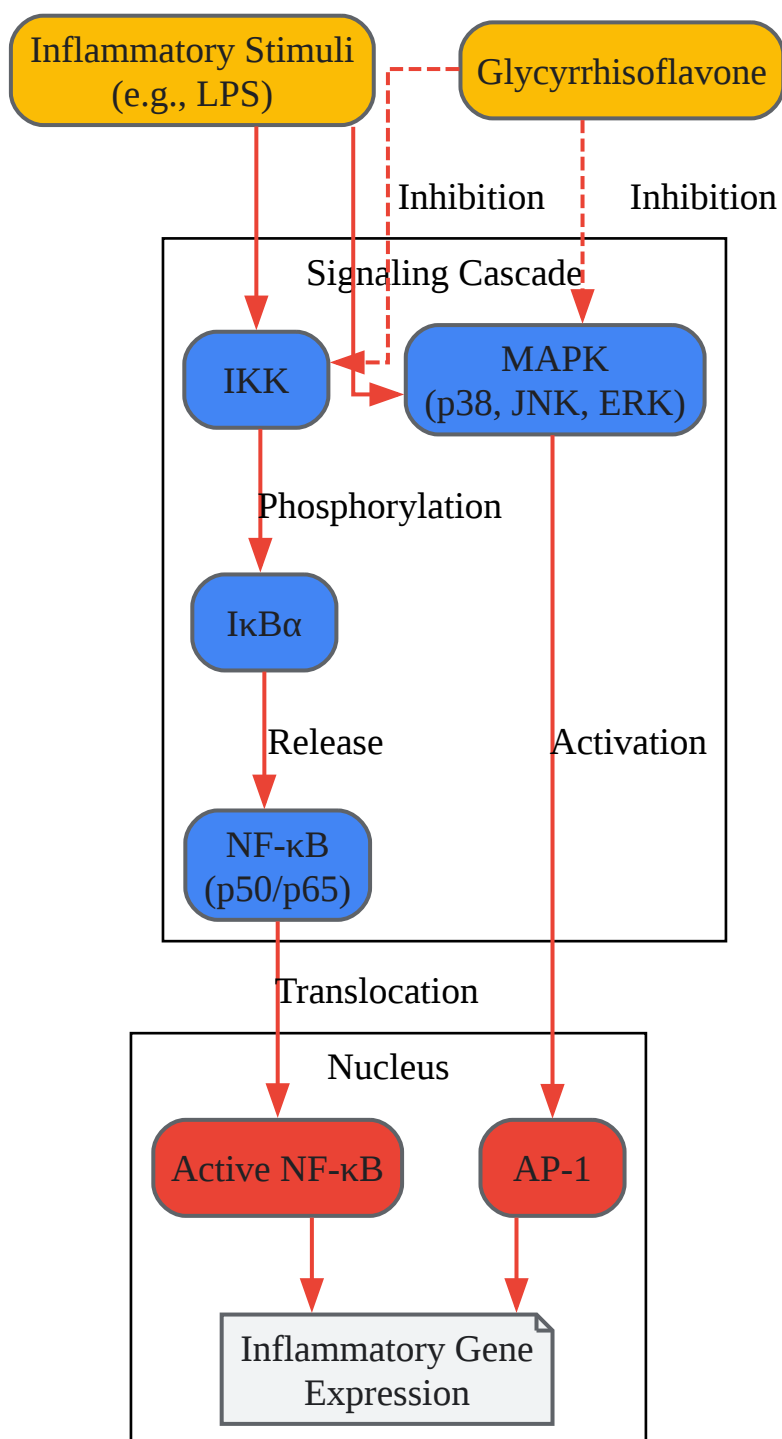 Inflammatory Stimuli
(e.g., LPS)
Glycyrrhisoflavone
Inhibition
Inhibition
Signaling Cascade
IKK
MAPK
(p38, JNK, ERK)
Phosphorylation
IκBα
Release
Activation
NF-κB
(p50/p65)
Translocation
Nucleus
Active NF-κB
AP-1
Inflammatory Gene
Expression